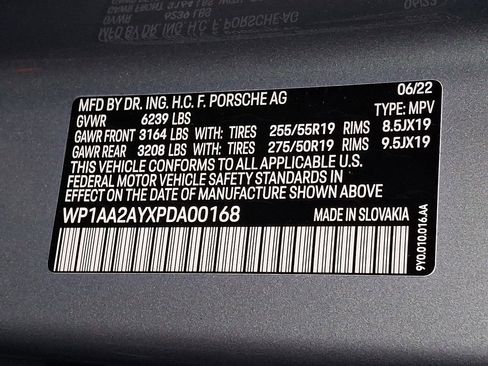 MFD BY DR. ING. H.C. F. PORSCHE AG 06/22
GVWR 6239 LBS TYPE: MPV
GAWR FRONT 3164 LBS WITH: TIRES 255/55R19 RIMS 8.5JX19
GAWR REAR 3208 LBS WITH: TIRES 275/50R19 RIMS 9.5JX19
THIS VEHICLE CONFORMS TO ALL APPLICABLE U.S.
FEDERAL MOTOR VEHICLE SAFETY STANDARDS IN
EFFECT ON THE DATE OF MANUFACTURE SHOWN ABOVE
WP1AA2AYXPDA00168 MADE IN SLOVAKIA
9Y0.010.016.AA